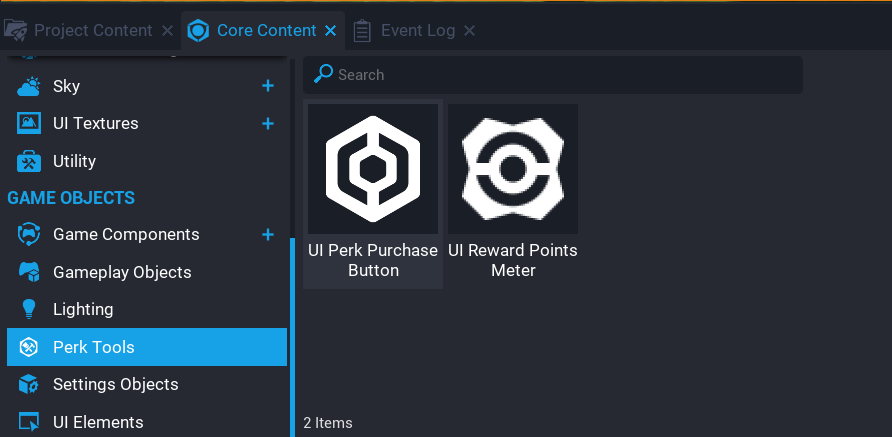 Project Content
Core Content
Event Log
Sky
UI Textures
Utility
GAME OBJECTS
Game Components
Gameplay Objects
Lighting
Perk Tools
Settings Objects
UI Elements
Search
UI Perk Purchase
Button
UI Reward Points
Meter
2 Items